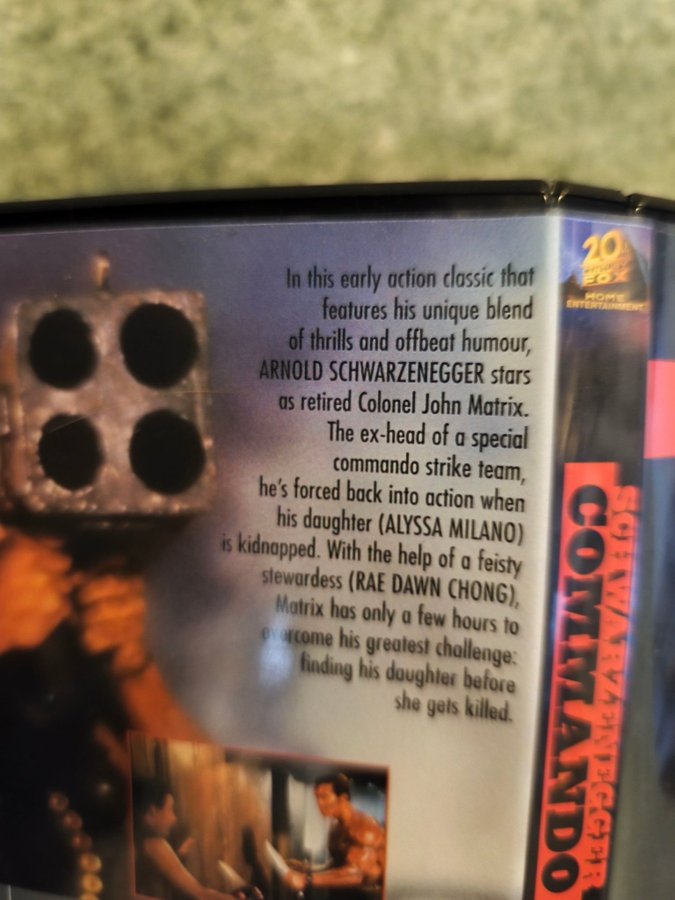 In this early action classic that
features his unique blend
of thrills and offbeat humour,
ARNOLD SCHWARZENEGGER stars
as retired Colonel John Matrix.
The ex-head of a special
commando strike team,
he's forced back into action when
his daughter (ALYSSA MILANO)
is kidnapped. With the help of a feisty
stewardess (RAE DAWN CHONG),
Matrix has only a few hours to
overcome his greatest challenge:
finding his daughter before
she gets killed.
20
FOX
HOME
ENTERTAINMENT
SCHWARZENEGGER
COMMANDO